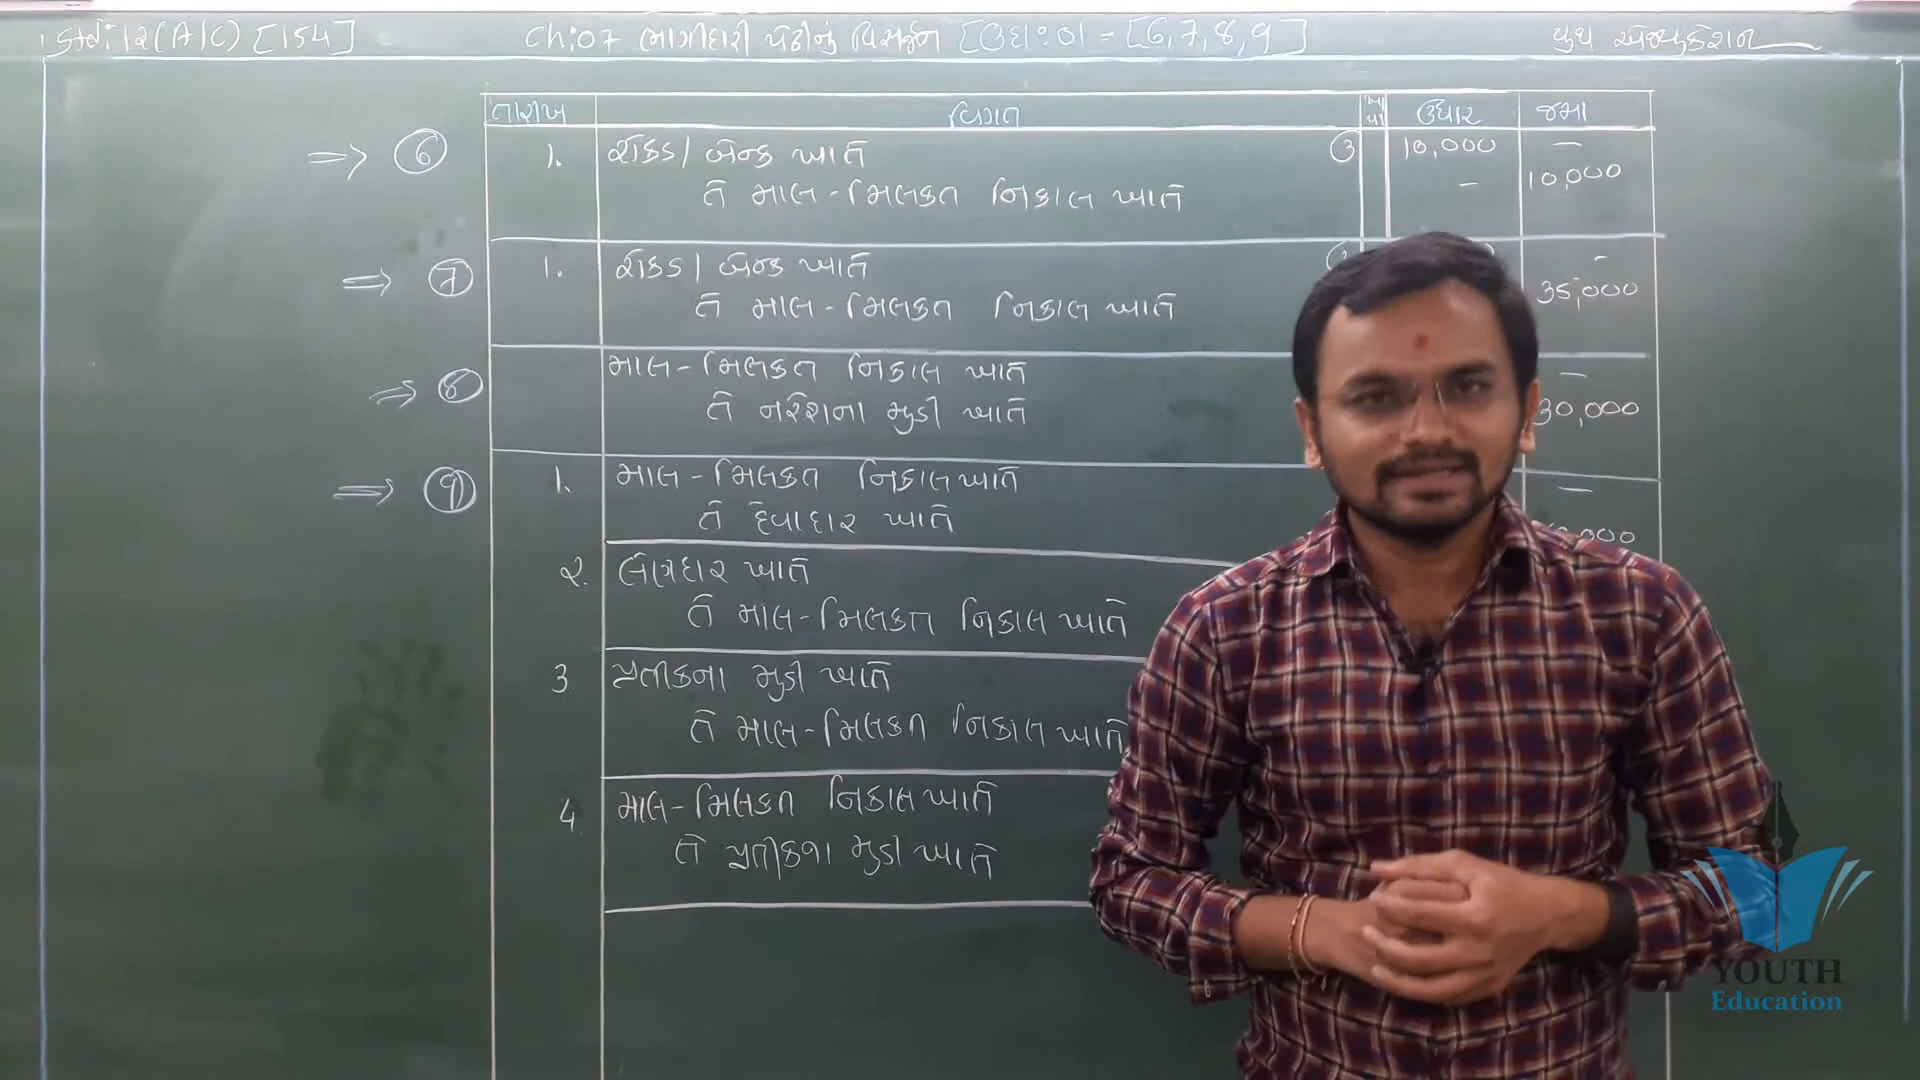 ધોરણ: 12 (A/C) [154]
Ch:07 ભાગીદારી પેઢીનું વિસર્જન [ઉદા: 01 = [6,7,8,9]
યુથ એજ્યુકેશન
તારીખ વિગત ખા પા ઉધાર જમા
⇒ 6 1. રોકડ / બેન્ક ખાતે ઉ 10,000 —
તે માલ-મિલકત નિકાલ ખાતે — 10,000
⇒ 7 1. રોકડ / બેન્ક ખાતે -
તે માલ-મિલકત નિકાલ ખાતે 35,000
⇒ 8 માલ-મિલકત નિકાલ ખાતે —
તે નરેશના મુડી ખાતે 30,000
⇒ 9 1. માલ-મિલકત નિકાલ ખાતે —
તે દેવાદાર ખાતે 000
૨. લેણદાર ખાતે
તે માલ-મિલકત નિકાલ ખાતે
3 પ્રતીકના મુડી ખાતે
તે માલ-મિલકત નિકાલ ખાતે
4. માલ-મિલકત નિકાલ ખાતે
તે પ્રતીકના મુડી ખાતે
YOUTH
Education